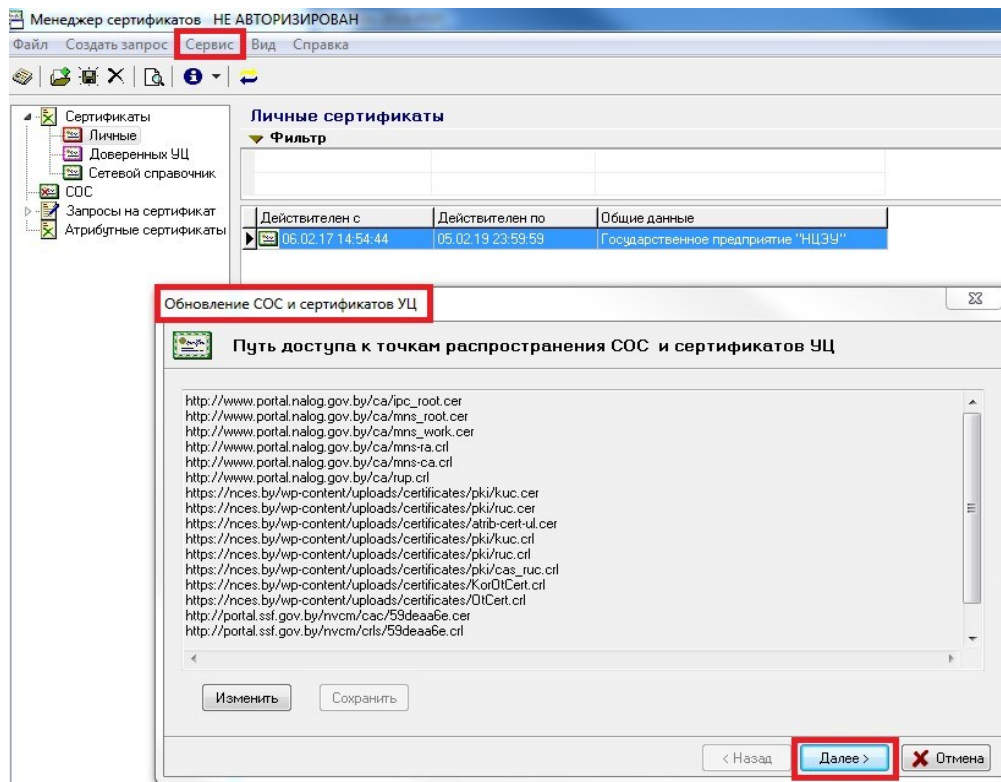 Менеджер сертификатов НЕ АВТОРИЗИРОВАН
Файл Создать запрос Сервис Вид Справка
Сертификаты
Личные
Доверенных УЦ
Сетевой справочник
СОС
Запросы на сертификат
Атрибутные сертификаты
Личные сертификаты
Фильтр
Действителен с Действителен по Общие данные
06.02.17 14:54:44 05.02.19 23:59:59 Государственное предприятие "НЦЭУ"
Обновление СОС и сертификатов УЦ
Путь доступа к точкам распространения СОС и сертификатов УЦ
http://www.portal.nalog.gov.by/ca/ipc_root.cer
http://www.portal.nalog.gov.by/ca/mns_root.cer
http://www.portal.nalog.gov.by/ca/mns_work.cer
http://www.portal.nalog.gov.by/ca/mns-ra.crl
http://www.portal.nalog.gov.by/ca/mns-ca.crl
http://www.portal.nalog.gov.by/ca/rup.crl
https://nces.by/wp-content/uploads/certificates/pki/kuc.cer
https://nces.by/wp-content/uploads/certificates/pki/ruc.cer
https://nces.by/wp-content/uploads/certificates/atrib-cert-ul.cer
https://nces.by/wp-content/uploads/certificates/pki/kuc.crl
https://nces.by/wp-content/uploads/certificates/pki/ruc.crl
https://nces.by/wp-content/uploads/certificates/pki/cas_ruc.crl
https://nces.by/wp-content/uploads/certificates/KorOtCert.crl
https://nces.by/wp-content/uploads/certificates/OtCert.crl
http://portal.ssf.gov.by/nvcm/cac/59deaa6e.cer
http://portal.ssf.gov.by/nvcm/crls/59deaa6e.crl
Изменить Сохранить
< Назад Далее > Отмена